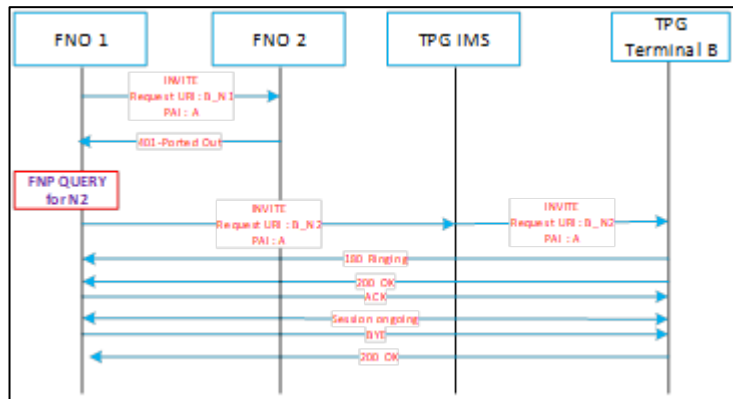 FNO 1
FNO 2
TPG IMS
TPG
Terminal B
INVITE
Request URI : B_N1
PAI : A
401-Ported Out
FNP QUERY
for N2
INVITE
Request URI : B_N2
PAI : A
INVITE
Request URI : B_N2
PAI : A
180 Ringing
200 OK
ACK
Session ongoing
BYE
200 OK